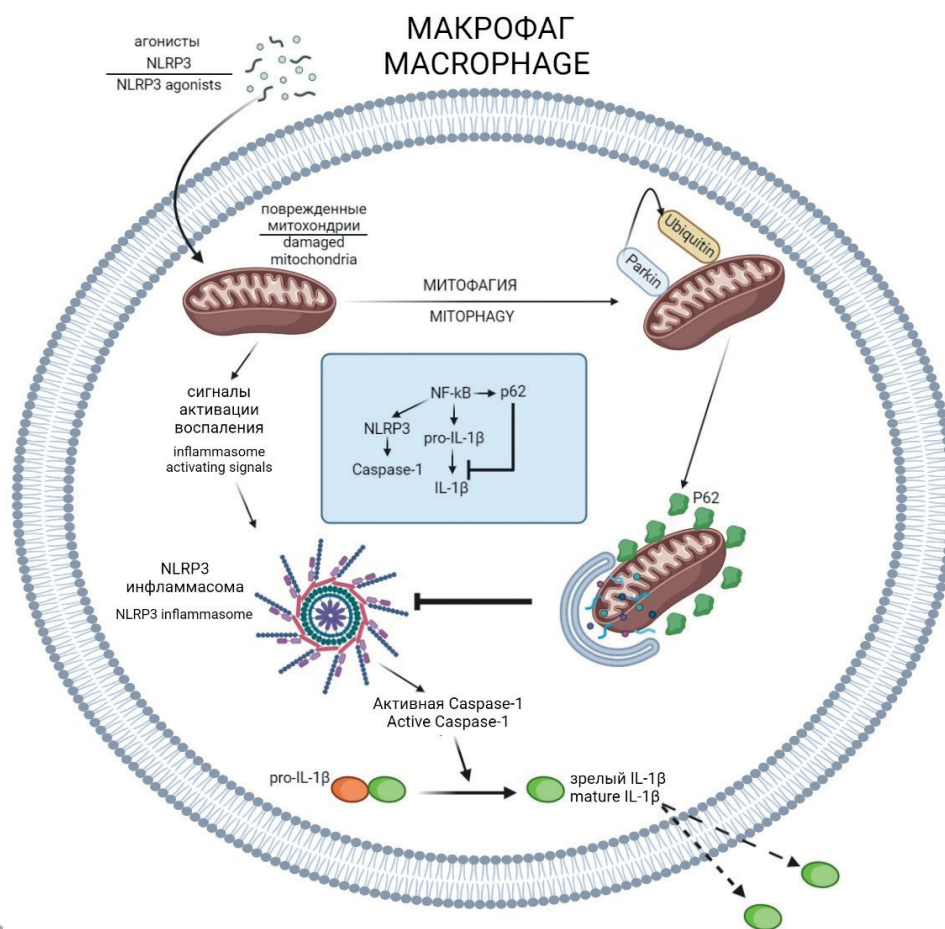 МАКРОФАГ
MACROPHAGE
агонисты
NLRP3
NLRP3 agonists
поврежденные
митохондрии
damaged
mitochondria
Ubiquitin
Parkin
МИТОФАГИЯ
MITOPHAGY
сигналы
активации
воспаления
inflammasome
activating signals
NF-kB
p62
NLRP3
pro-IL-1β
Caspase-1
IL-1β
P62
NLRP3
инфламмасома
NLRP3 inflammasome
Активная Caspase-1
Active Caspase-1
pro-IL-1β
зрелый IL-1β
mature IL-1β